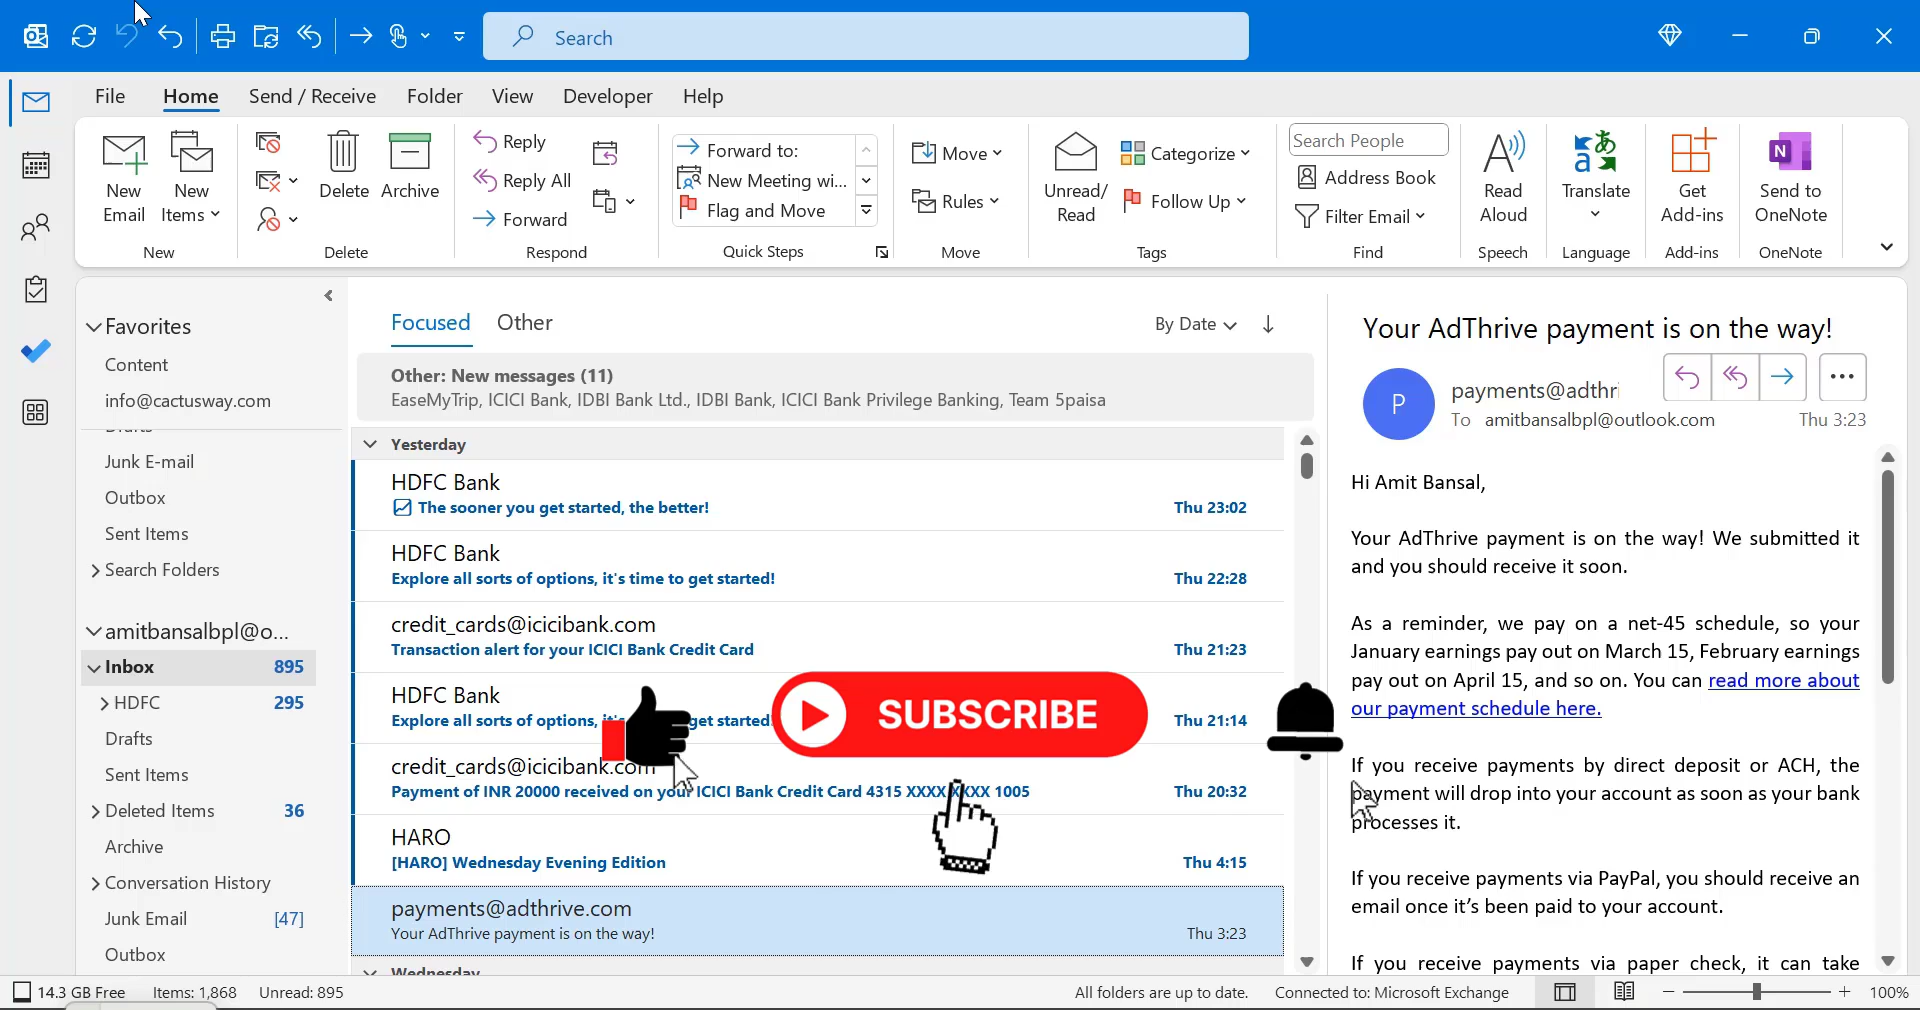 Search
File Home Send / Receive Folder View Developer Help
New Email
New Items
New
Delete
Archive
Delete
Reply
Reply All
Forward
Respond
Forward to:
New Meeting wi...
Flag and Move
Quick Steps
Move
Rules
Move
Unread/ Read
Categorize
Follow Up
Tags
Search People
Address Book
Filter Email
Find
Read Aloud
Speech
Translate
Language
Get Add-ins
Add-ins
N
Send to OneNote
OneNote
Favorites
Content
info@cactusway.com
Drafts
Junk E-mail
Outbox
Sent Items
Search Folders
amitbansalbpl@o...
Inbox 895
HDFC 295
Drafts
Sent Items
Deleted Items 36
Archive
Conversation History
Junk Email [47]
Outbox
Focused Other By Date
Other: New messages (11)
EaseMyTrip, ICICI Bank, IDBI Bank Ltd., IDBI Bank, ICICI Bank Privilege Banking, Team 5paisa
Yesterday
HDFC Bank
The sooner you get started, the better! Thu 23:02
HDFC Bank
Explore all sorts of options, it's time to get started! Thu 22:28
credit_cards@icicibank.com
Transaction alert for your ICICI Bank Credit Card Thu 21:23
HDFC Bank
Explore all sorts of options, it's get started! Thu 21:14
SUBSCRIBE
credit_cards@icicibank.com
Payment of INR 20000 received on your ICICI Bank Credit Card 4315 XXXX XXXX 1005 Thu 20:32
HARO
[HARO] Wednesday Evening Edition Thu 4:15
payments@adthrive.com
Your AdThrive payment is on the way! Thu 3:23
Wednesday
Your AdThrive payment is on the way!
P
payments@adthri
To amitbansalbpl@outlook.com Thu 3:23
Hi Amit Bansal,
Your AdThrive payment is on the way! We submitted it
and you should receive it soon.
As a reminder, we pay on a net-45 schedule, so your
January earnings pay out on March 15, February earnings
pay out on April 15, and so on. You can read more about
our payment schedule here.
If you receive payments by direct deposit or ACH, the
payment will drop into your account as soon as your bank
processes it.
If you receive payments via PayPal, you should receive an
email once it's been paid to your account.
If you receive payments via paper check, it can take
14.3 GB Free Items: 1,868 Unread: 895 All folders are up to date. Connected to: Microsoft Exchange 100%